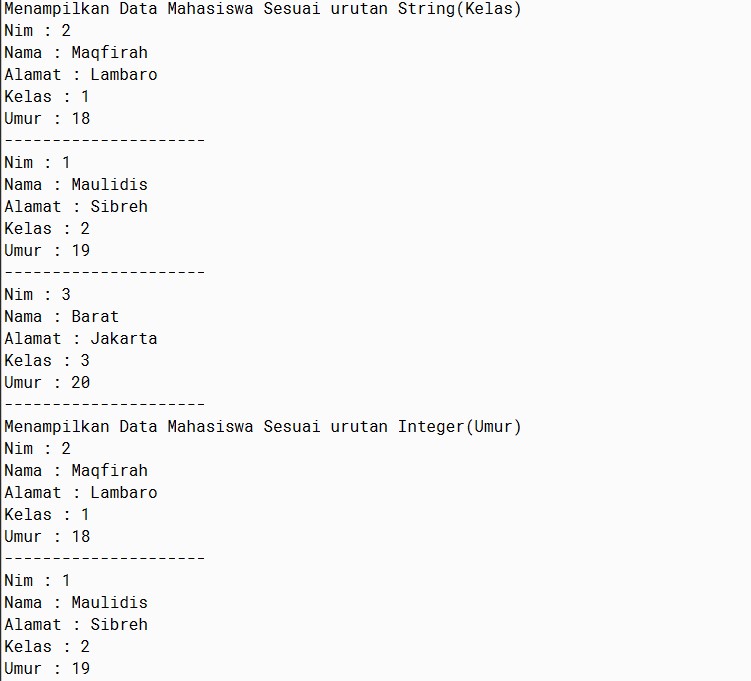 Menampilkan Data Mahasiswa Sesuai urutan String(Kelas)
Nim : 2
Nama : Maqfirah
Alamat : Lambaro
Kelas : 1
Umur : 18
---------------------
Nim : 1
Nama : Maulidis
Alamat : Sibreh
Kelas : 2
Umur : 19
---------------------
Nim : 3
Nama : Barat
Alamat : Jakarta
Kelas : 3
Umur : 20
---------------------
Menampilkan Data Mahasiswa Sesuai urutan Integer(Umur)
Nim : 2
Nama : Maqfirah
Alamat : Lambaro
Kelas : 1
Umur : 18
---------------------
Nim : 1
Nama : Maulidis
Alamat : Sibreh
Kelas : 2
Umur : 19